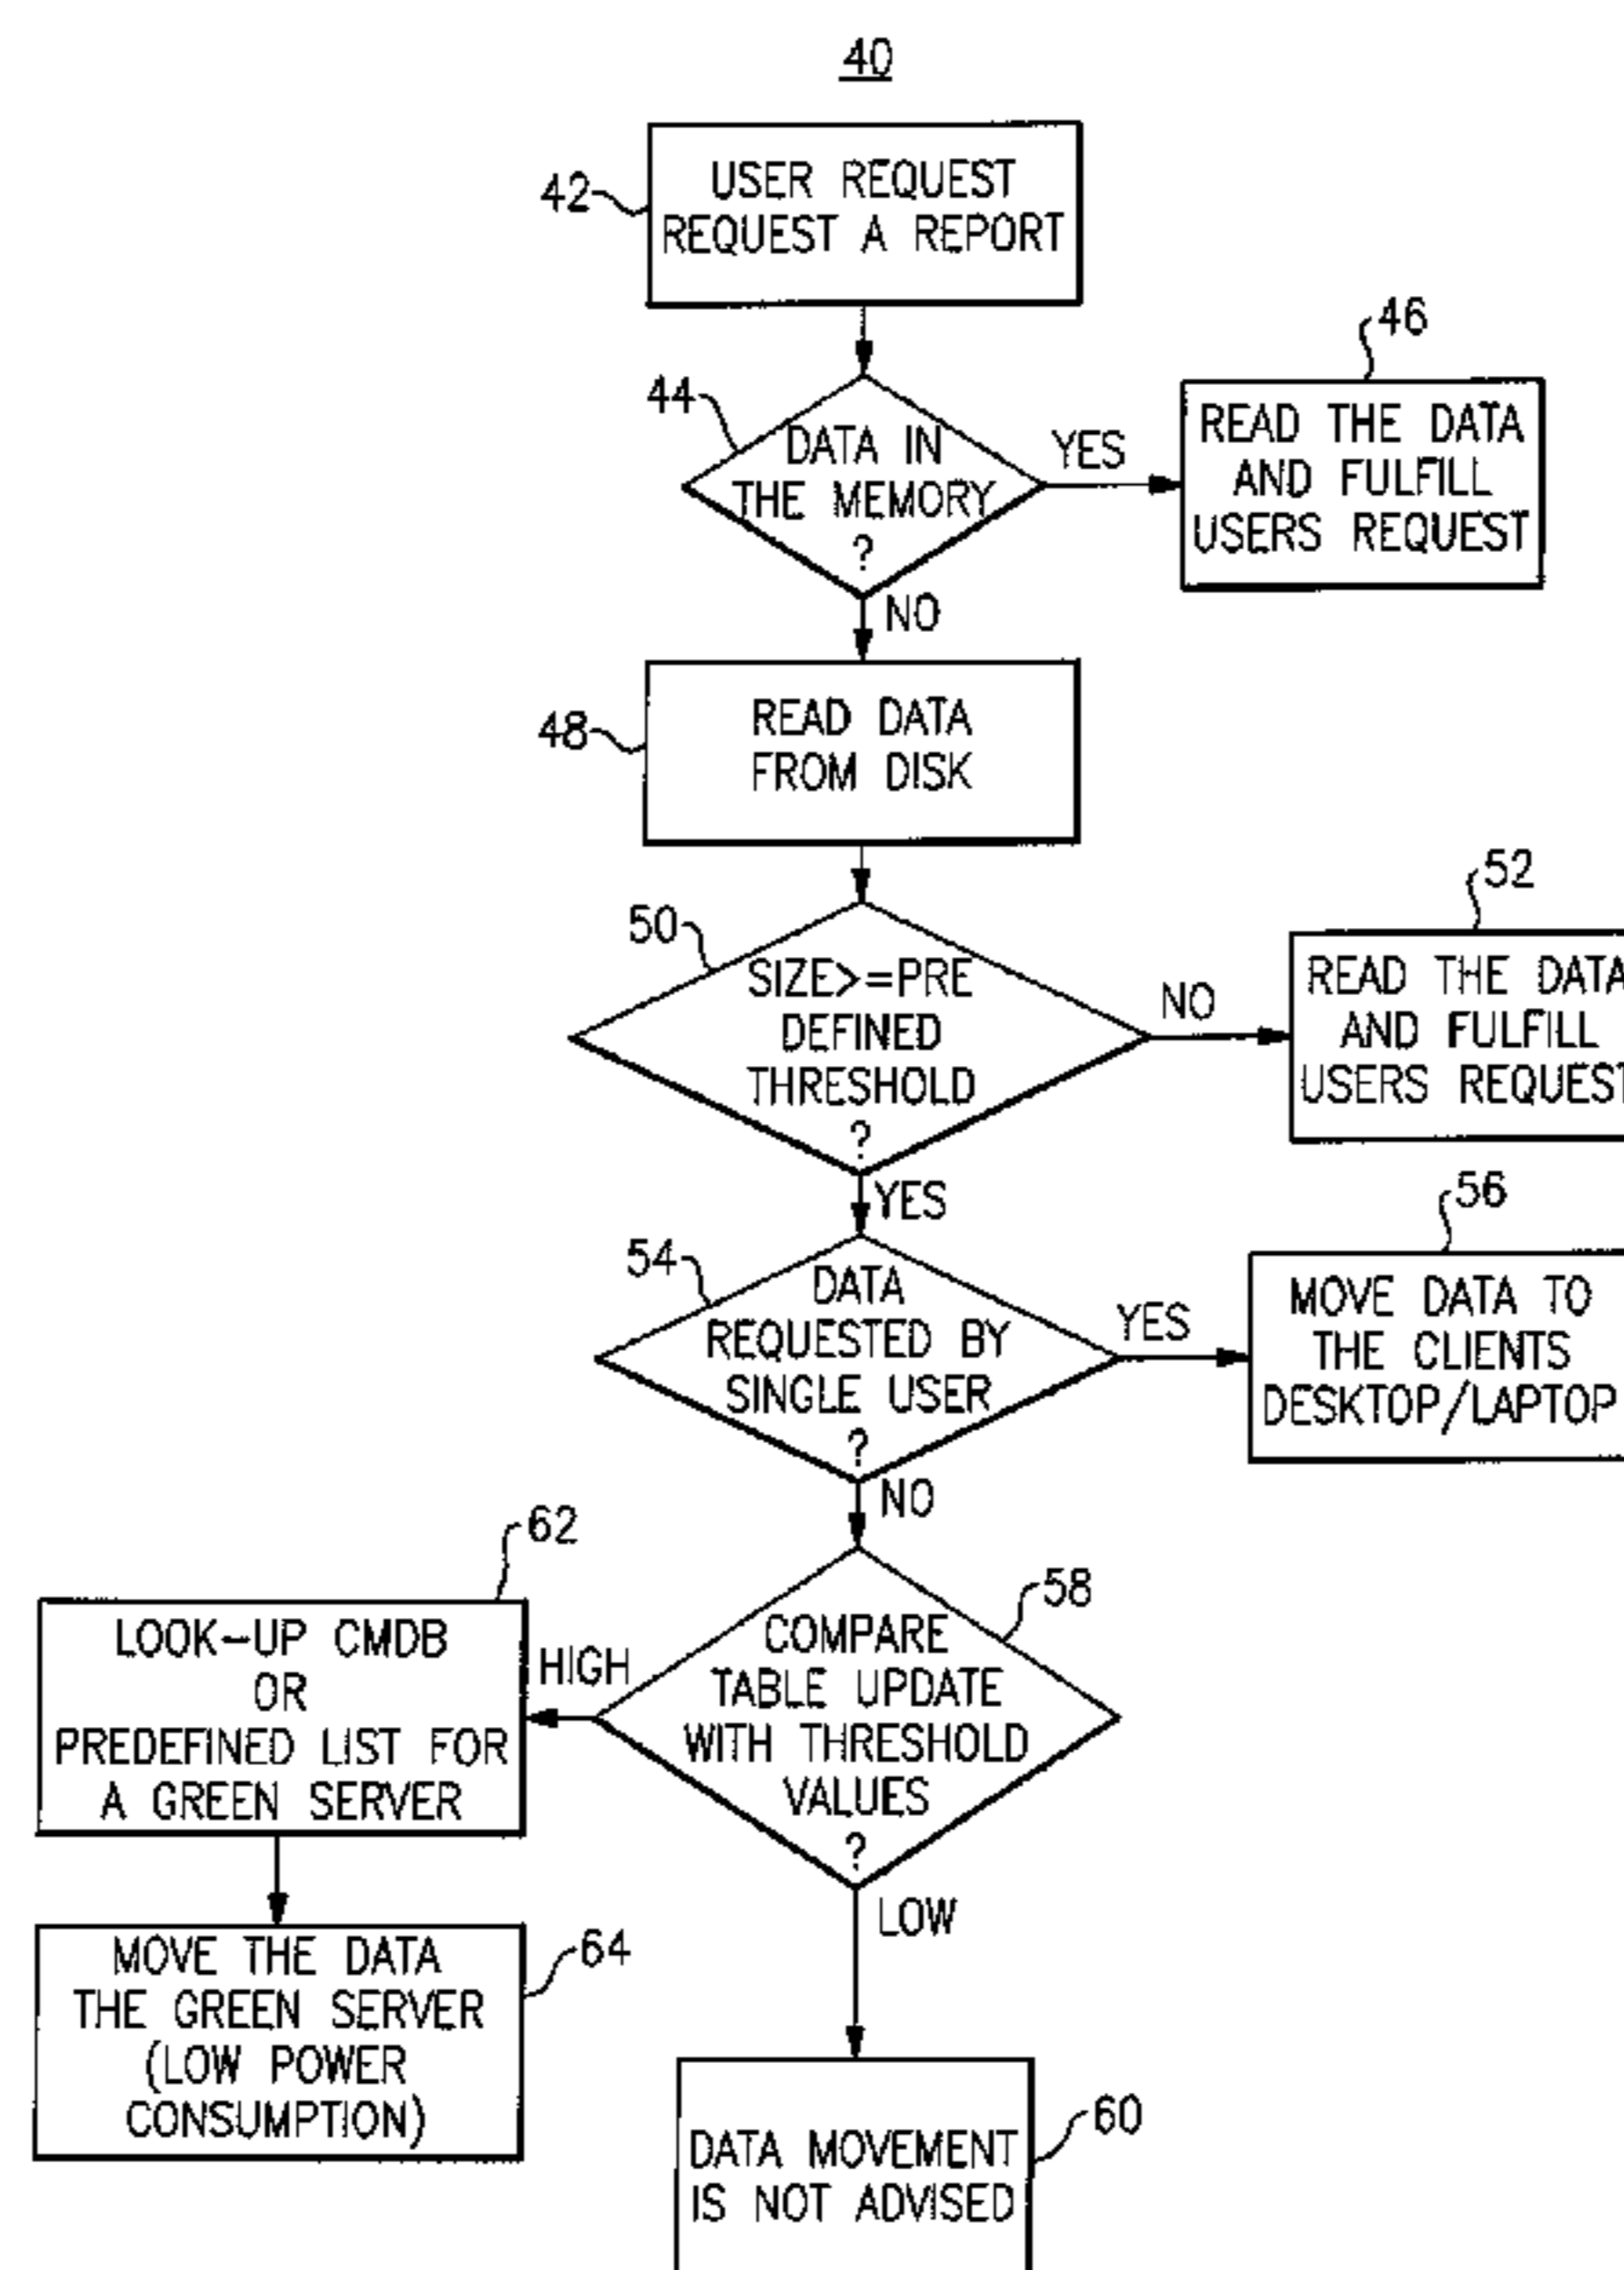 40
42
USER REQUEST
REQUEST A REPORT
44
DATA IN
THE MEMORY
?
YES
46
READ THE DATA
AND FULFILL
USERS REQUEST
NO
48
READ DATA
FROM DISK
50
SIZE>=PRE
DEFINED
THRESHOLD
?
NO
52
READ THE DATA
AND FULFILL
USERS REQUEST
YES
54
DATA
REQUESTED BY
SINGLE USER
?
YES
56
MOVE DATA TO
THE CLIENTS
DESKTOP/LAPTOP
NO
58
COMPARE
TABLE UPDATE
WITH THRESHOLD
VALUES
?
HIGH
62
LOOK-UP CMDB
OR
PREDEFINED LIST FOR
A GREEN SERVER
64
MOVE THE DATA
THE GREEN SERVER
(LOW POWER
CONSUMPTION)
LOW
60
DATA MOVEMENT
IS NOT ADVISED